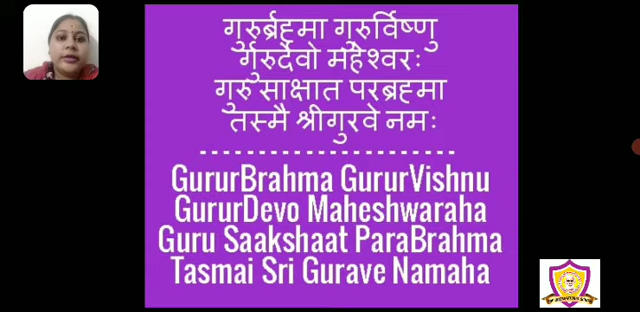 गुरुर्ब्रह्मा गुरुर्विष्णु
र्गुरुर्देवो महेश्वरः
गुरु साक्षात परब्रह्मा
तस्मै श्रीगुरवे नमः
GururBrahma GururVishnu
GururDevo Maheshwaraha
Guru Saakshaat ParaBrahma
Tasmai Sri Gurave Namaha